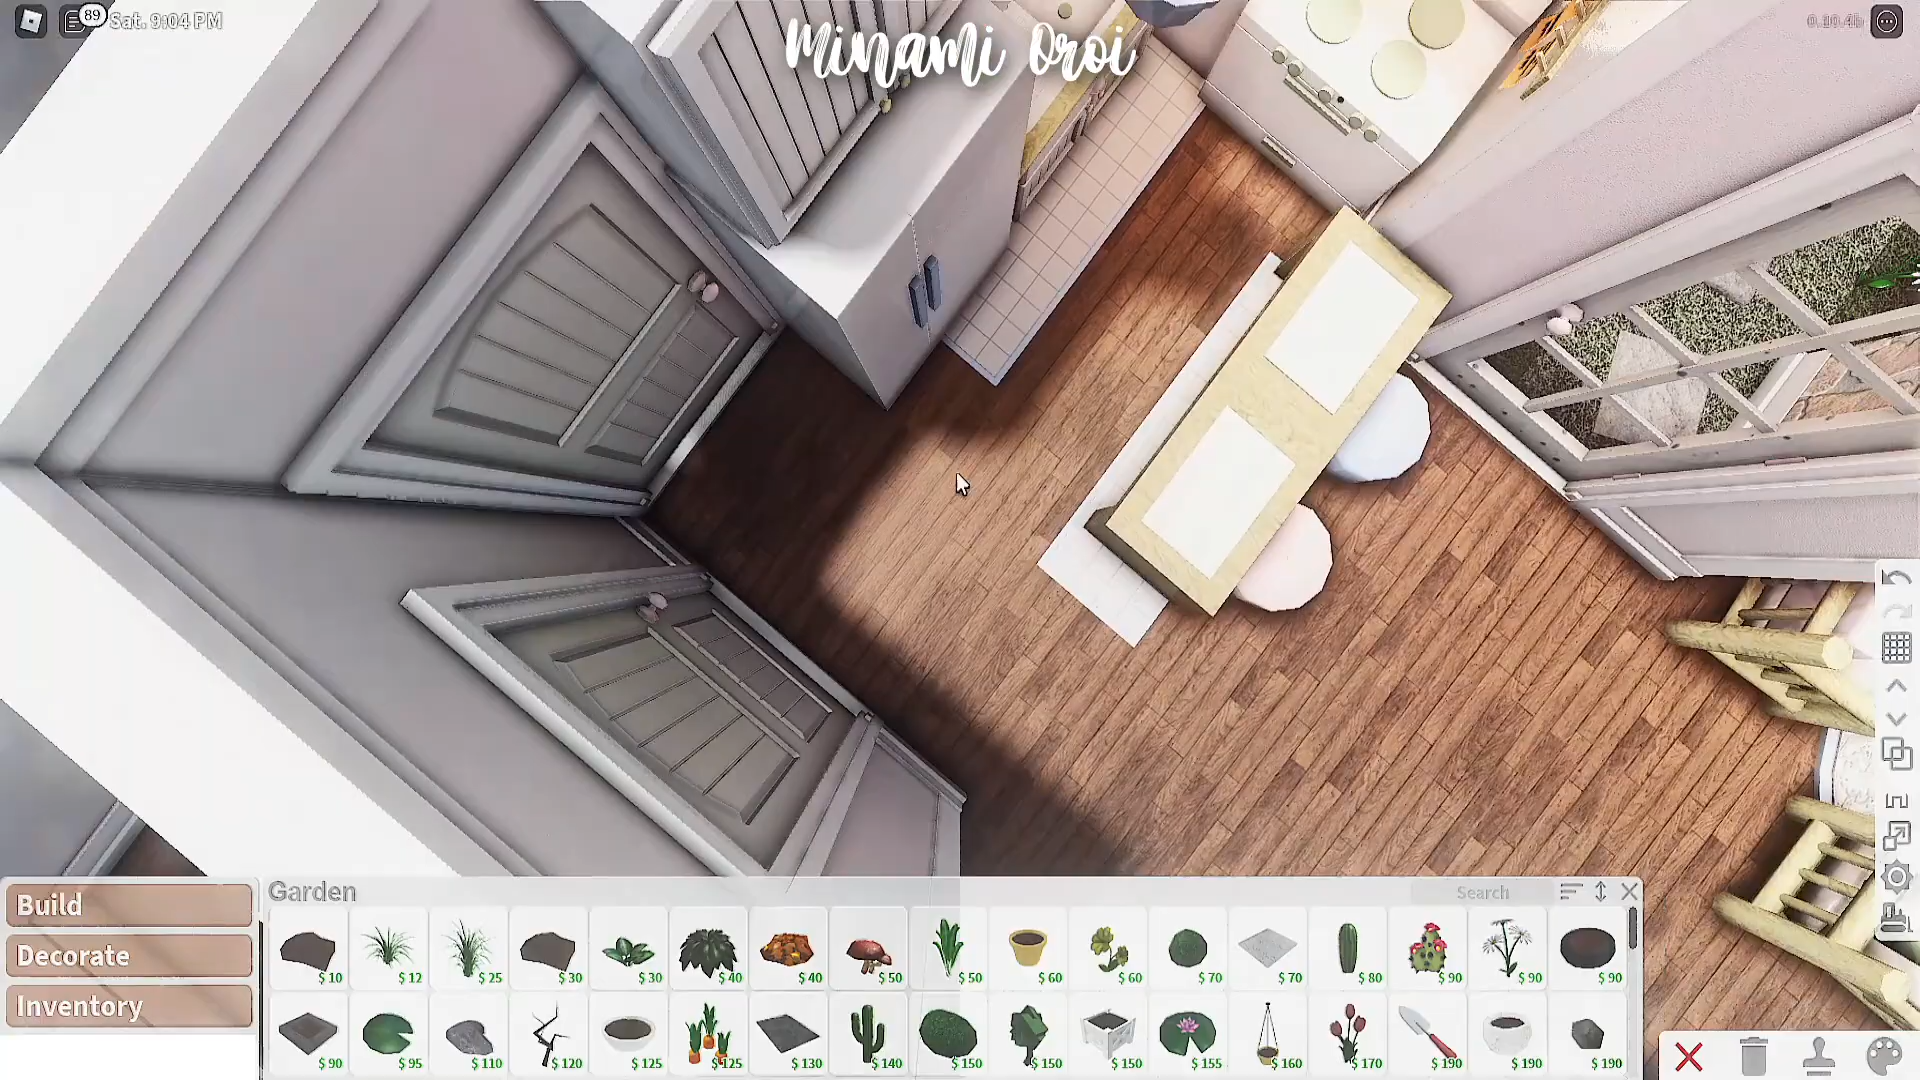 89
Sat. 9:04 PM
Minami Oroi
Build
Decorate
Inventory
Garden
Search
$10 $12 $25 $30 $30 $40 $40 $50 $50 $60 $60 $70 $70 $80 $90 $90 $90
$90 $95 $110 $120 $125 $125 $130 $140 $150 $150 $150 $155 $160 $170 $190 $190 $190